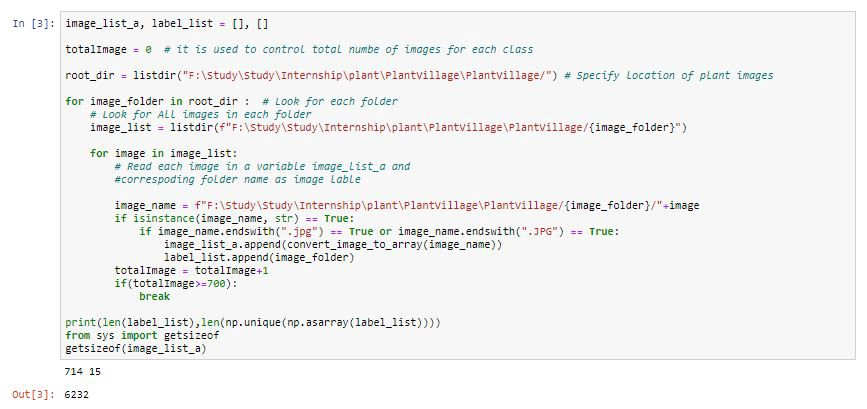 In [3]: image_list_a, label_list = [], []
totalImage = 0  # it is used to control total numbe of images for each class
root_dir = listdir("F:\Study\Study\Internship\plant\PlantVillage\PlantVillage/") # Specify Location of plant images
for image_folder in root_dir :  # Look for each folder
    # Look for All images in each folder
    image_list = listdir(f"F:\Study\Study\Internship\plant\PlantVillage\PlantVillage/{image_folder}")
    for image in image_list:
        # Read each image in a variable image_list_a and
        #correspoding folder name as image Lable
        image_name = f"F:\Study\Study\Internship\plant\PlantVillage\PlantVillage/{image_folder}/"+image
        if isinstance(image_name, str) == True:
            if image_name.endswith(".jpg") == True or image_name.endswith(".JPG") == True:
                image_list_a.append(convert_image_to_array(image_name))
                label_list.append(image_folder)
        totalImage = totalImage+1
        if(totalImage>=700):
            break
print(len(label_list),len(np.unique(np.asarray(label_list))))
from sys import getsizeof
getsizeof(image_list_a)
714 15
Out[3]: 6232